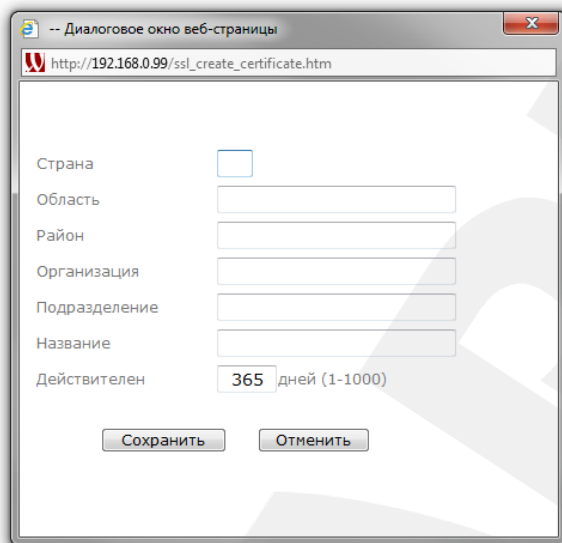 -- Диалоговое окно веб-страницы
http://192.168.0.99/ssl_create_certificate.htm
Страна
Область
Район
Организация
Подразделение
Название
Действителен 365 дней (1-1000)
Сохранить Отменить